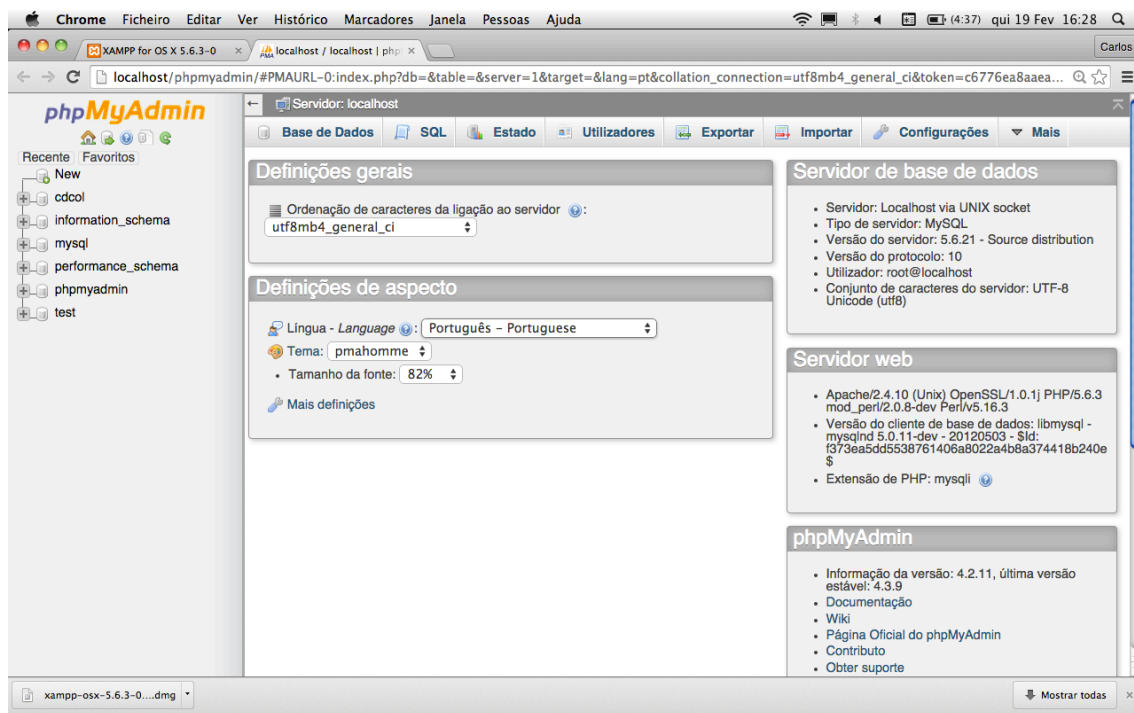 Chrome Ficheiro Editar Ver Histórico Marcadores Janela Pessoas Ajuda (4:37) qui 19 Fev 16:28
XAMPP for OS X 5.6.3-0 localhost / localhost | php Carlos
localhost/phpmyadmin/#PMAURL-0:index.php?db=&table=&server=1&target=&lang=pt&collation_connection=utf8mb4_general_ci&token=c6776ea8aaea...
phpMyAdmin
Recente Favoritos
New
cdcol
information_schema
mysql
performance_schema
phpmyadmin
test
Servidor: localhost
Base de Dados SQL Estado Utilizadores Exportar Importar Configurações Mais
Definições gerais
Ordenação de caracteres da ligação ao servidor :
utf8mb4_general_ci
Definições de aspecto
Língua - Language : Português - Portuguese
Tema: pmahomme
Tamanho da fonte: 82%
Mais definições
Servidor de base de dados
Servidor: Localhost via UNIX socket
Tipo de servidor: MySQL
Versão do servidor: 5.6.21 - Source distribution
Versão do protocolo: 10
Utilizador: root@localhost
Conjunto de caracteres do servidor: UTF-8
Unicode (utf8)
Servidor web
Apache/2.4.10 (Unix) OpenSSL/1.0.1j PHP/5.6.3
mod_perl/2.0.8-dev Perl/v5.16.3
Versão do cliente de base de dados: libmysql -
mysqlnd 5.0.11-dev - 20120503 - $Id:
f373ea5dd5538761406a8022a4b8a374418b240e
$
Extensão de PHP: mysqli
phpMyAdmin
Informação da versão: 4.2.11, última versão
estável: 4.3.9
Documentação
Wiki
Página Oficial do phpMyAdmin
Contributo
Obter suporte
xampp-osx-5.6.3-0....dmg Mostrar todas